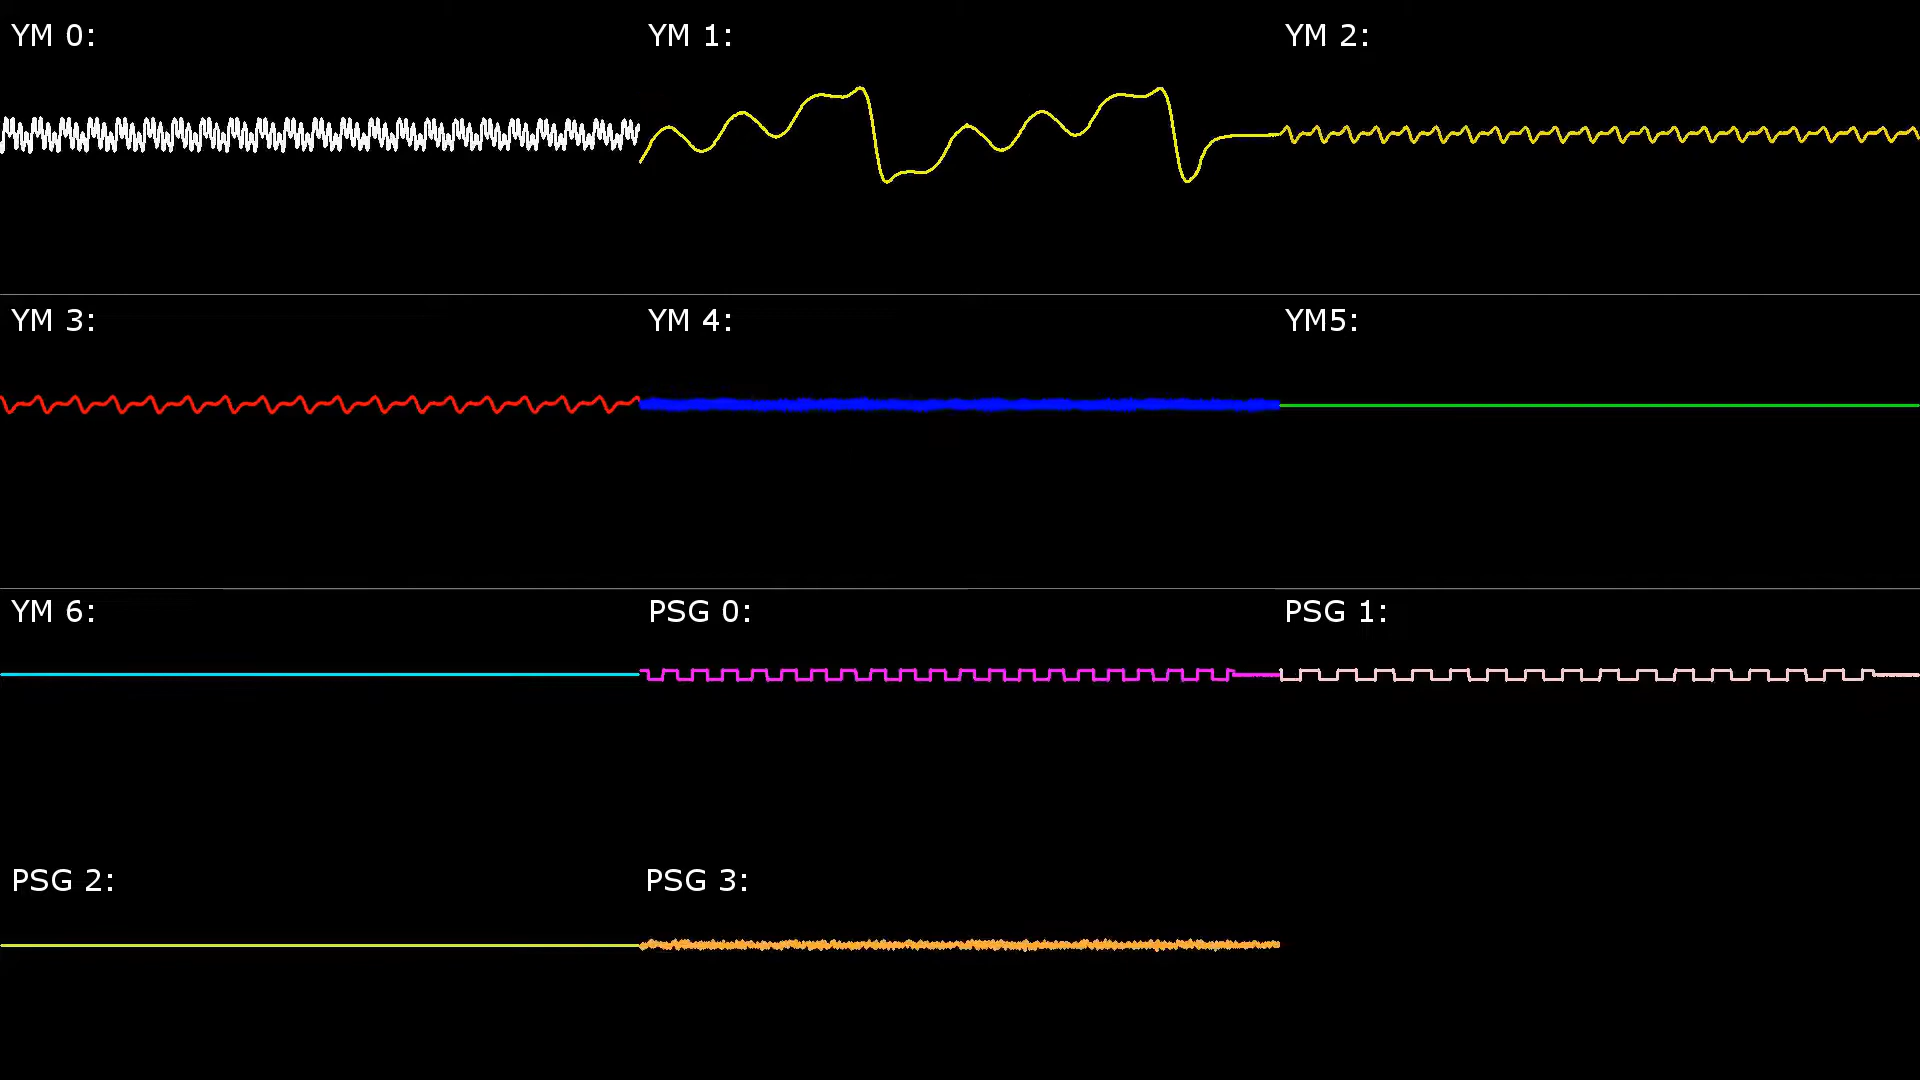 YM 0:
YM 1:
YM 2:
YM 3:
YM 4:
YM5:
YM 6:
PSG 0:
PSG 1:
PSG 2:
PSG 3: